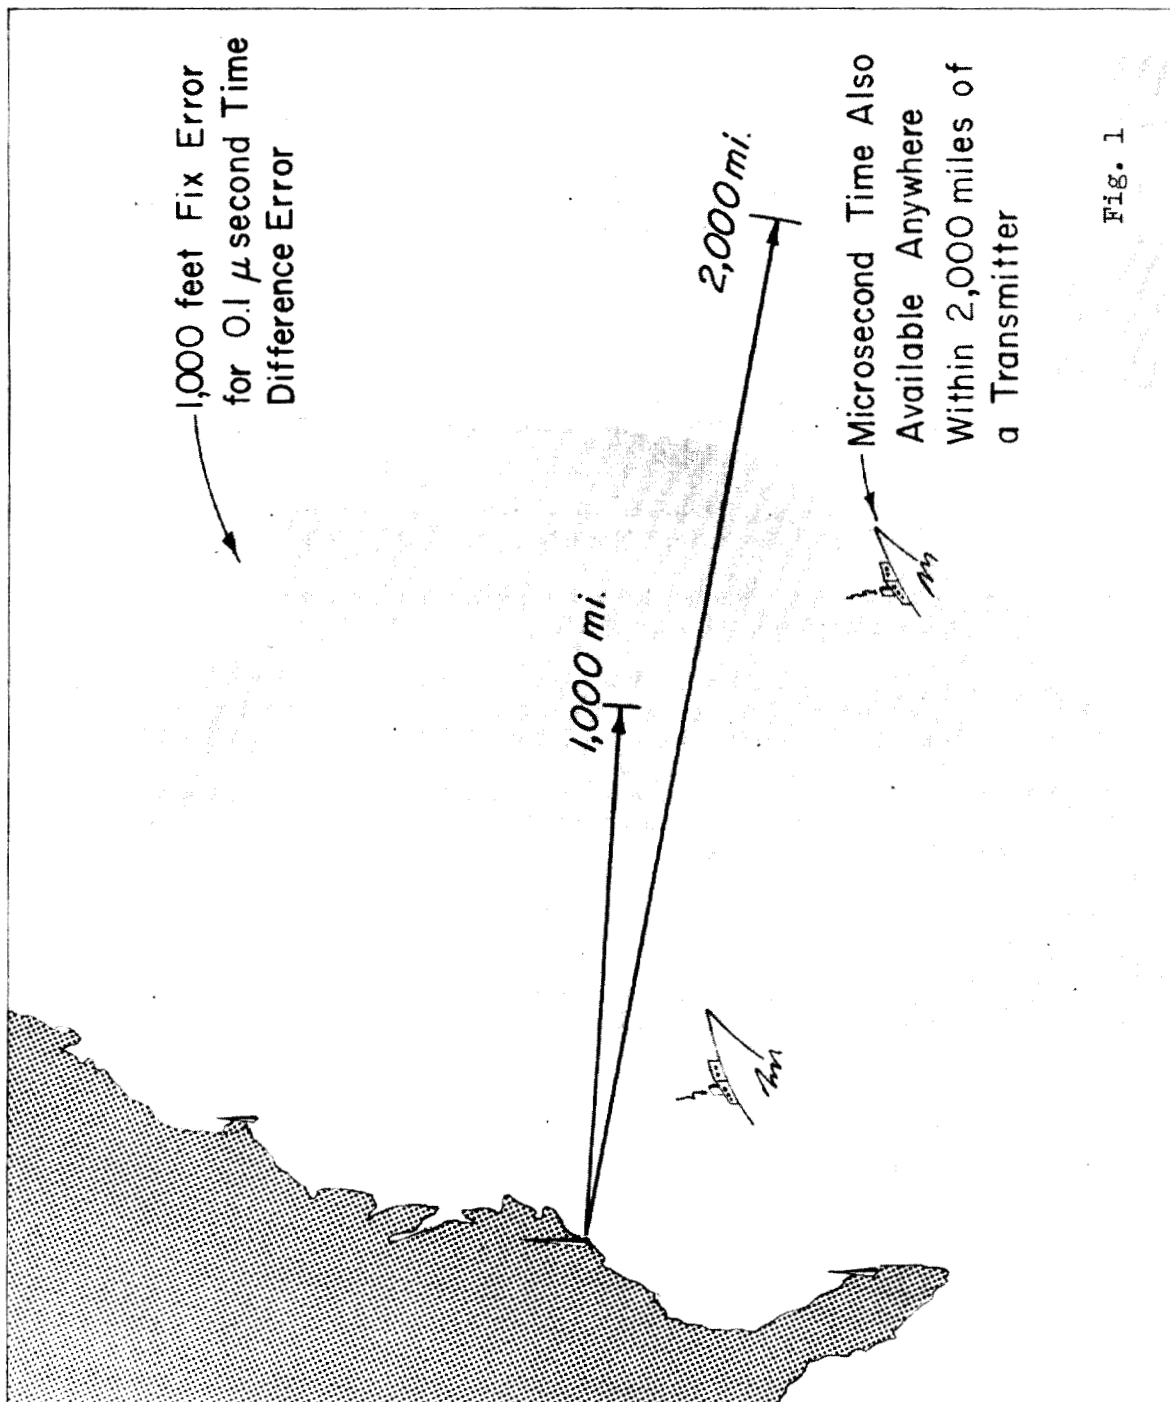 1,000 feet Fix Error
for 0.1 μ second Time
Difference Error
1,000 mi.
2,000 mi.
Microsecond Time Also
Available Anywhere
Within 2,000 miles of
a Transmitter
Fig. 1